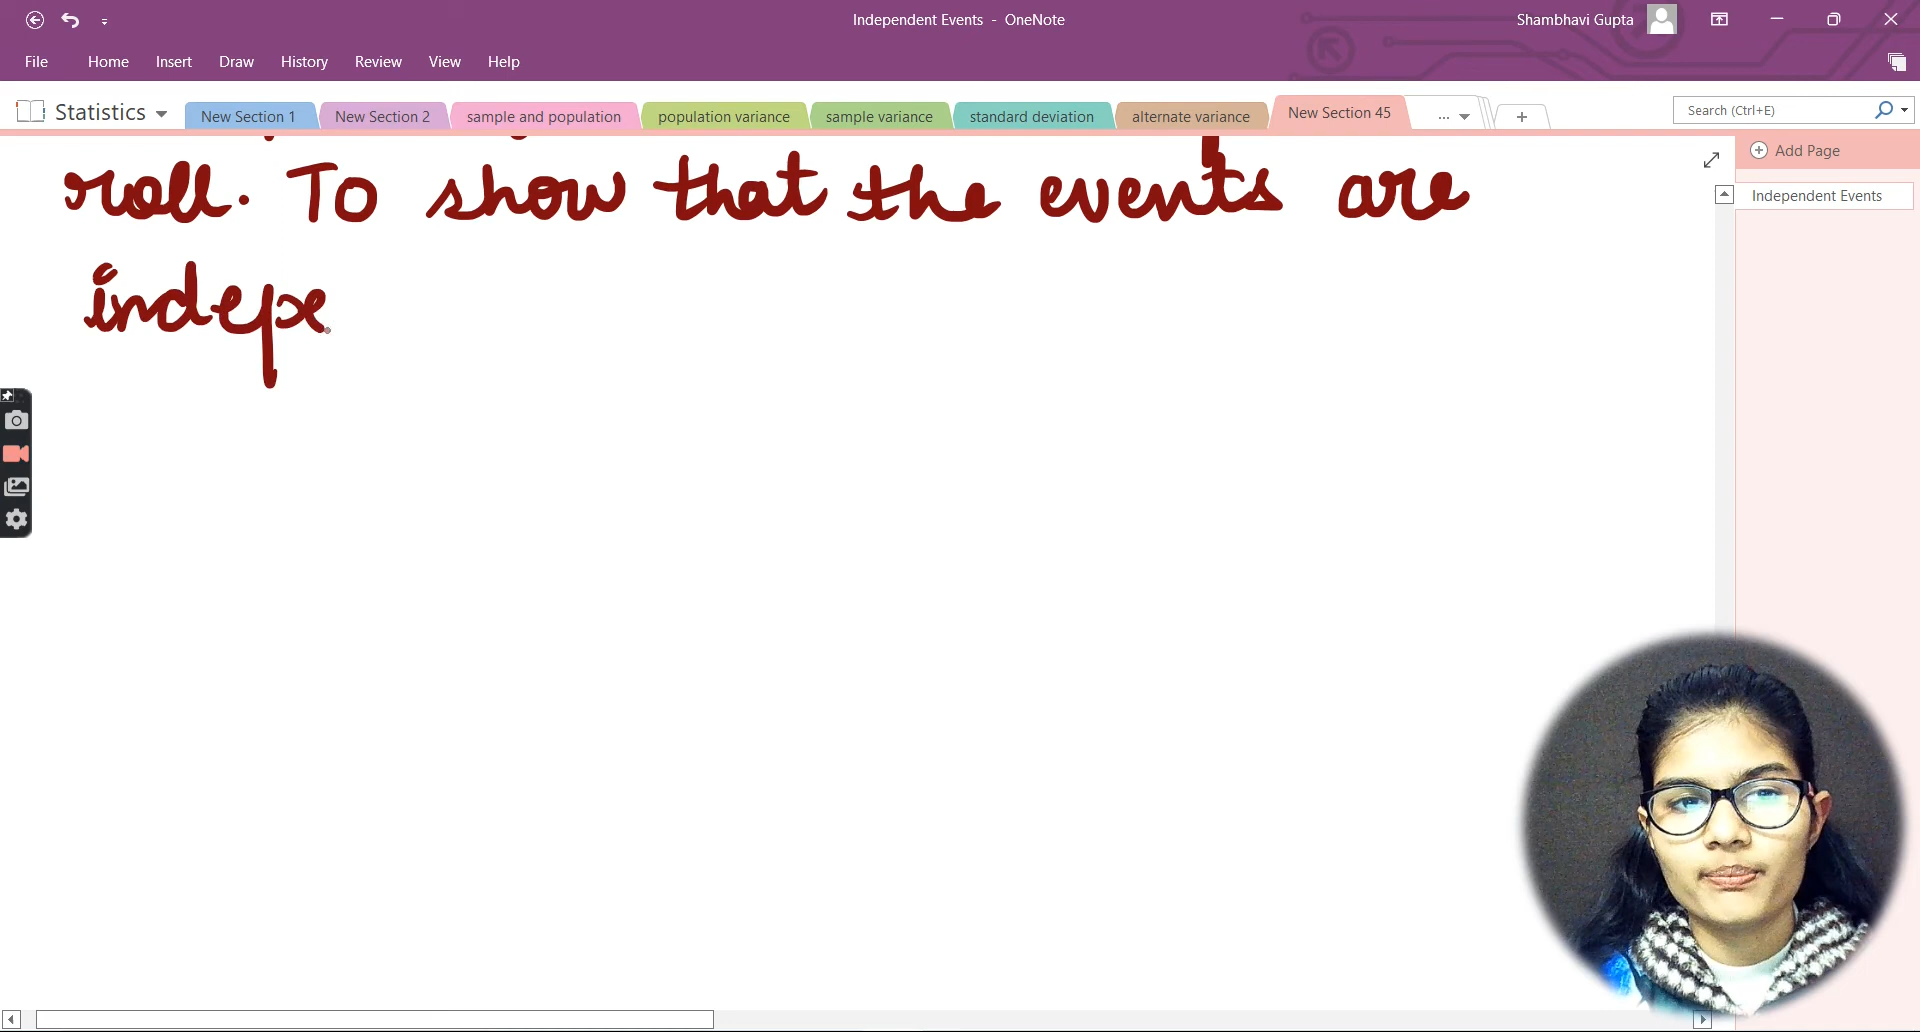 Independent Events - OneNote
Shambhavi Gupta
File Home Insert Draw History Review View Help
Statistics
New Section 1
New Section 2
sample and population
population variance
sample variance
standard deviation
alternate variance
New Section 45
...
Search (Ctrl+E)
Add Page
Independent Events
roll. To show that the events are
indepe